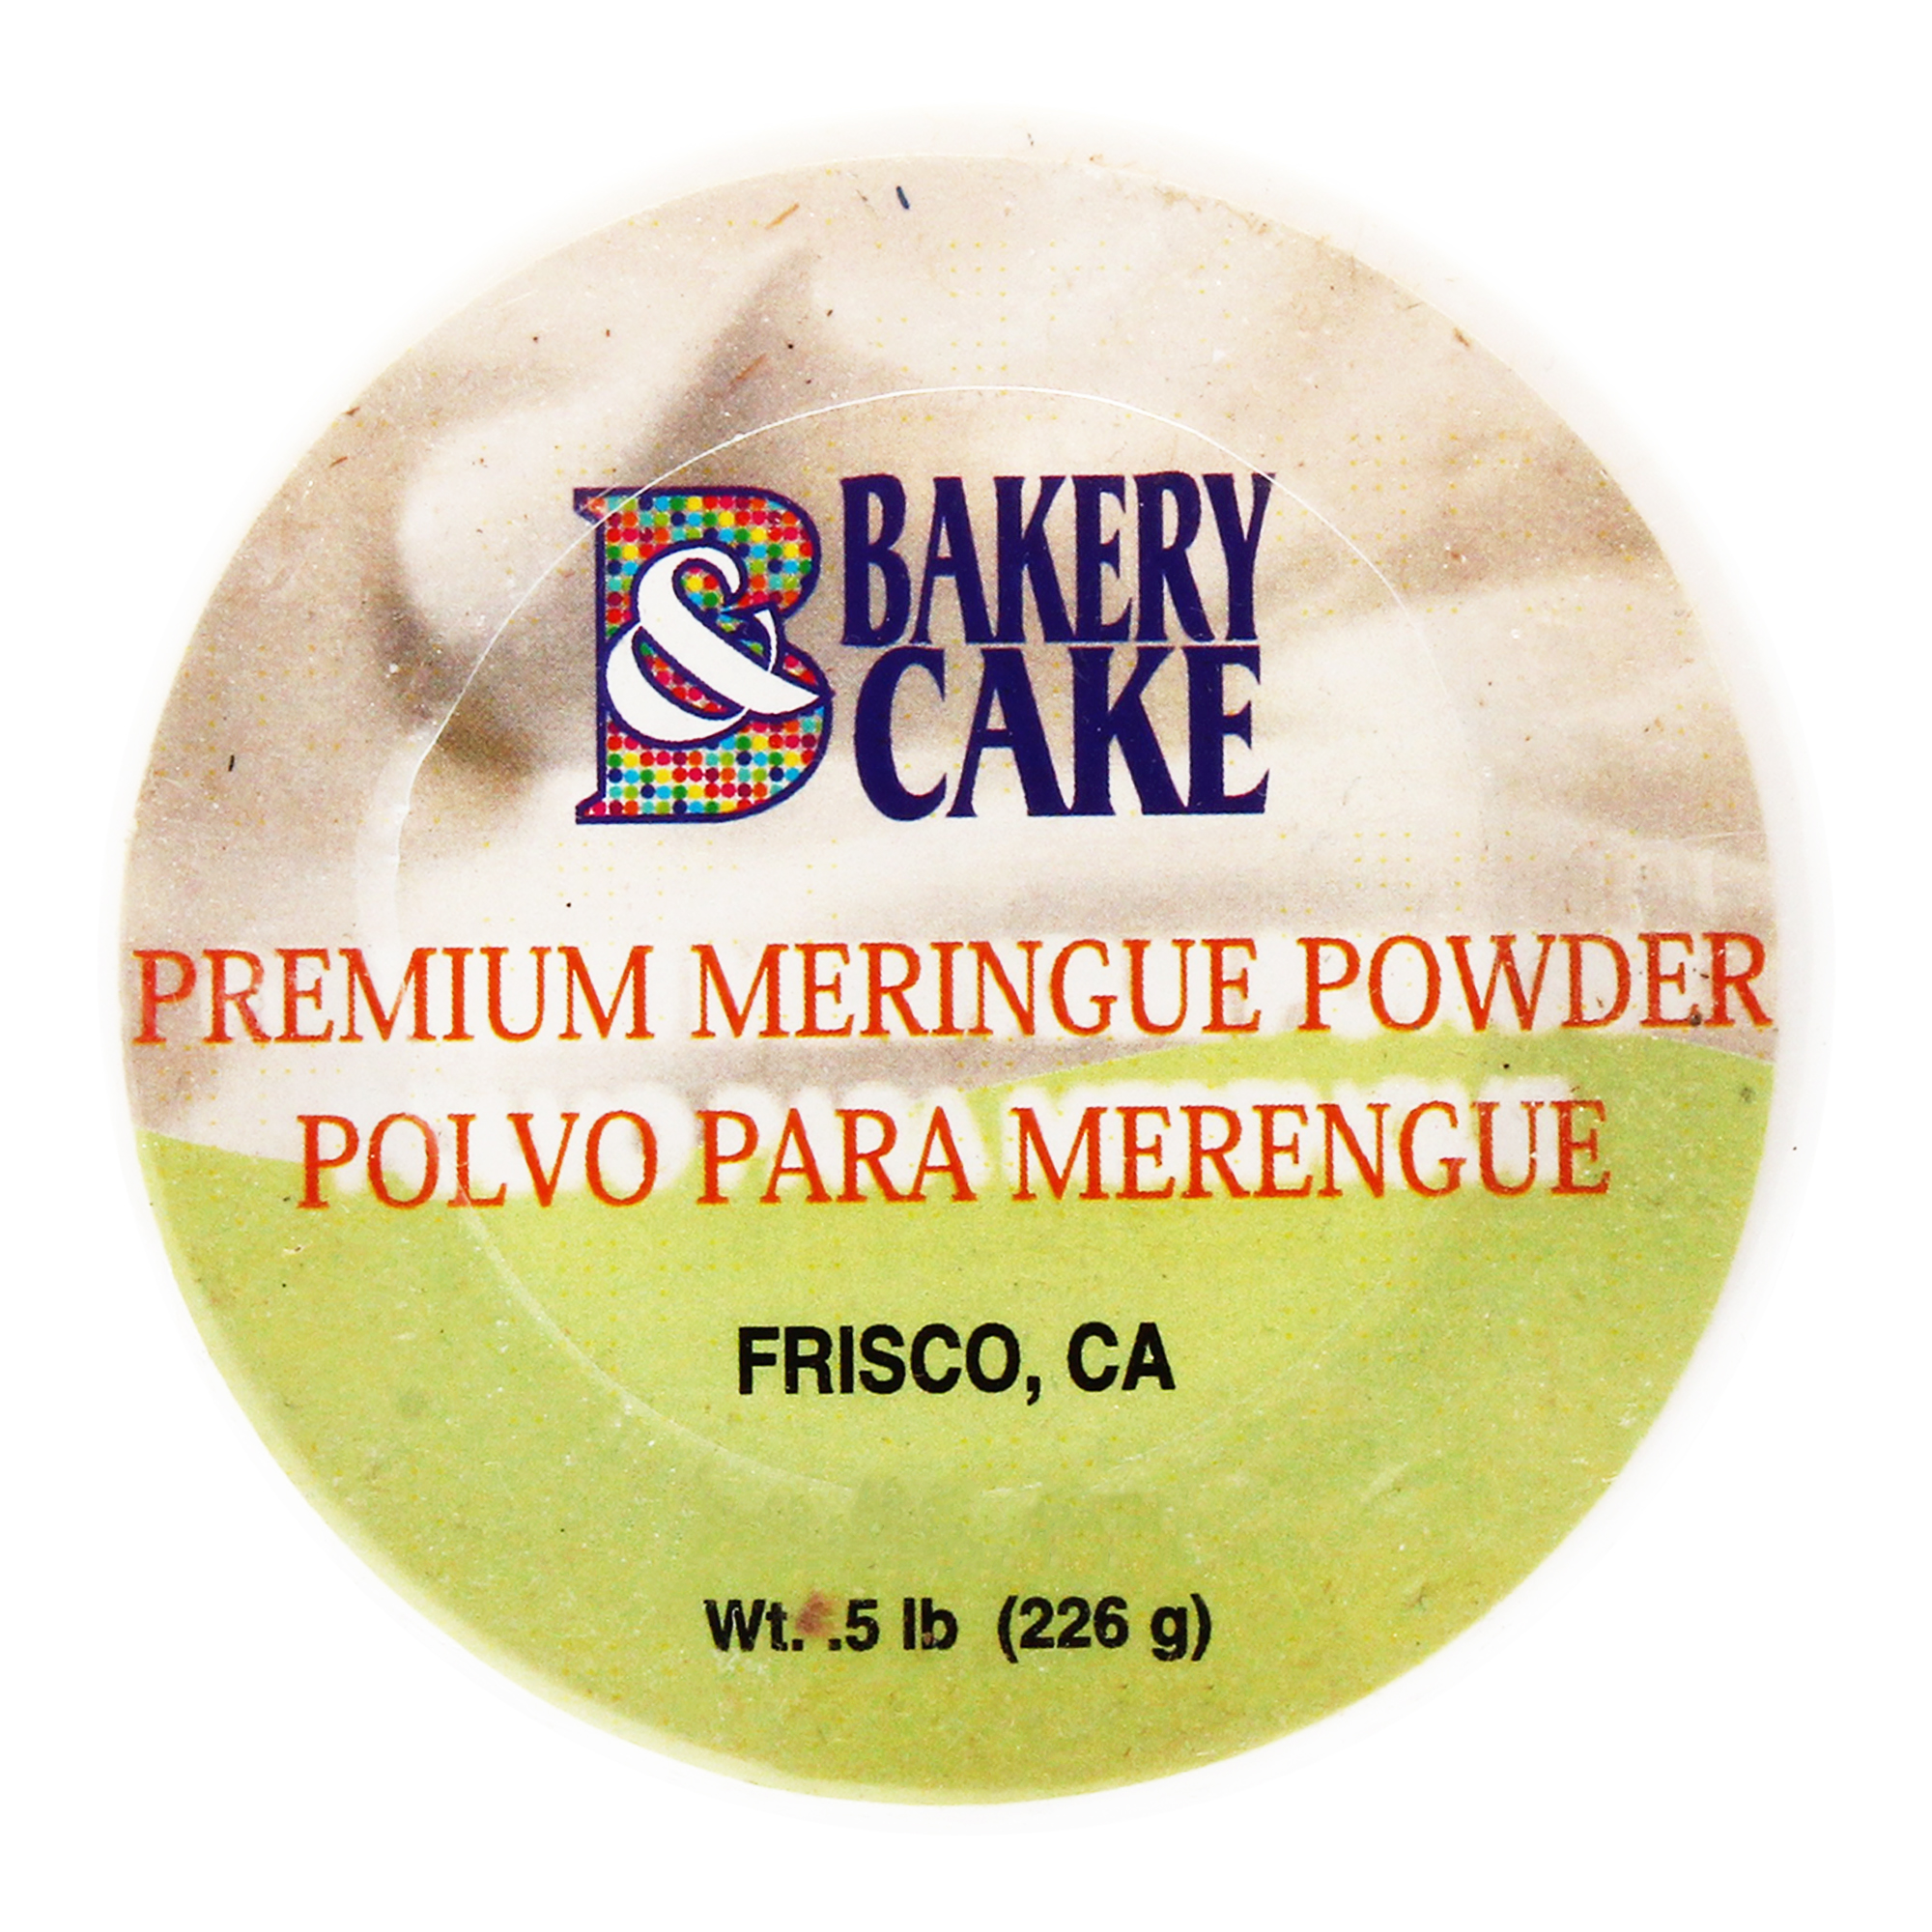 B& BAKERY
CAKE
PREMIUM MERINGUE POWDER
POLVO PARA MERENGUE
FRISCO, CA
Wt. .5 lb (226 g)